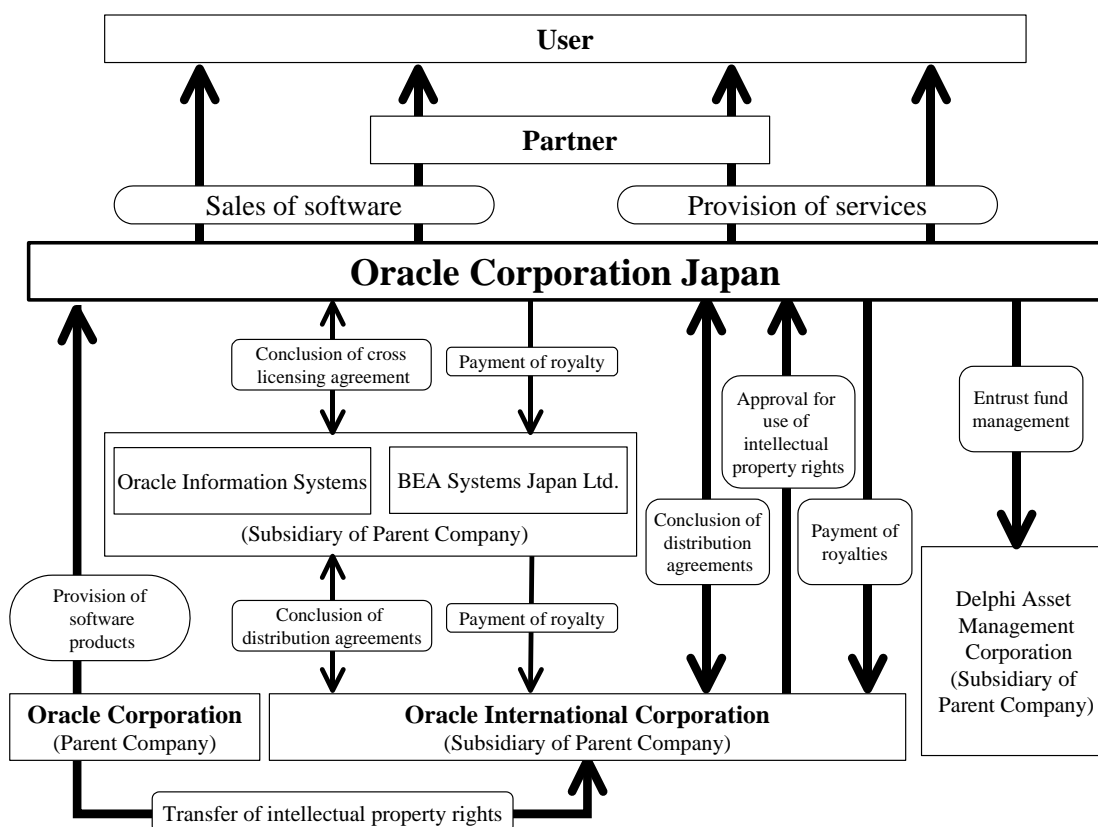 User
Partner
Sales of software
Provision of services
Oracle Corporation Japan
Conclusion of cross
licensing agreement
Payment of royalty
Approval for
use of
intellectual
property rights
Entrust fund
management
Oracle Information Systems
BEA Systems Japan Ltd.
(Subsidiary of Parent Company)
Conclusion of
distribution
agreements
Payment of
royalties
Provision of
software
products
Conclusion of
distribution agreements
Payment of royalty
Delphi Asset
Management
Corporation
(Subsidiary of
Parent Company)
Oracle Corporation
(Parent Company)
Oracle International Corporation
(Subsidiary of Parent Company)
Transfer of intellectual property rights